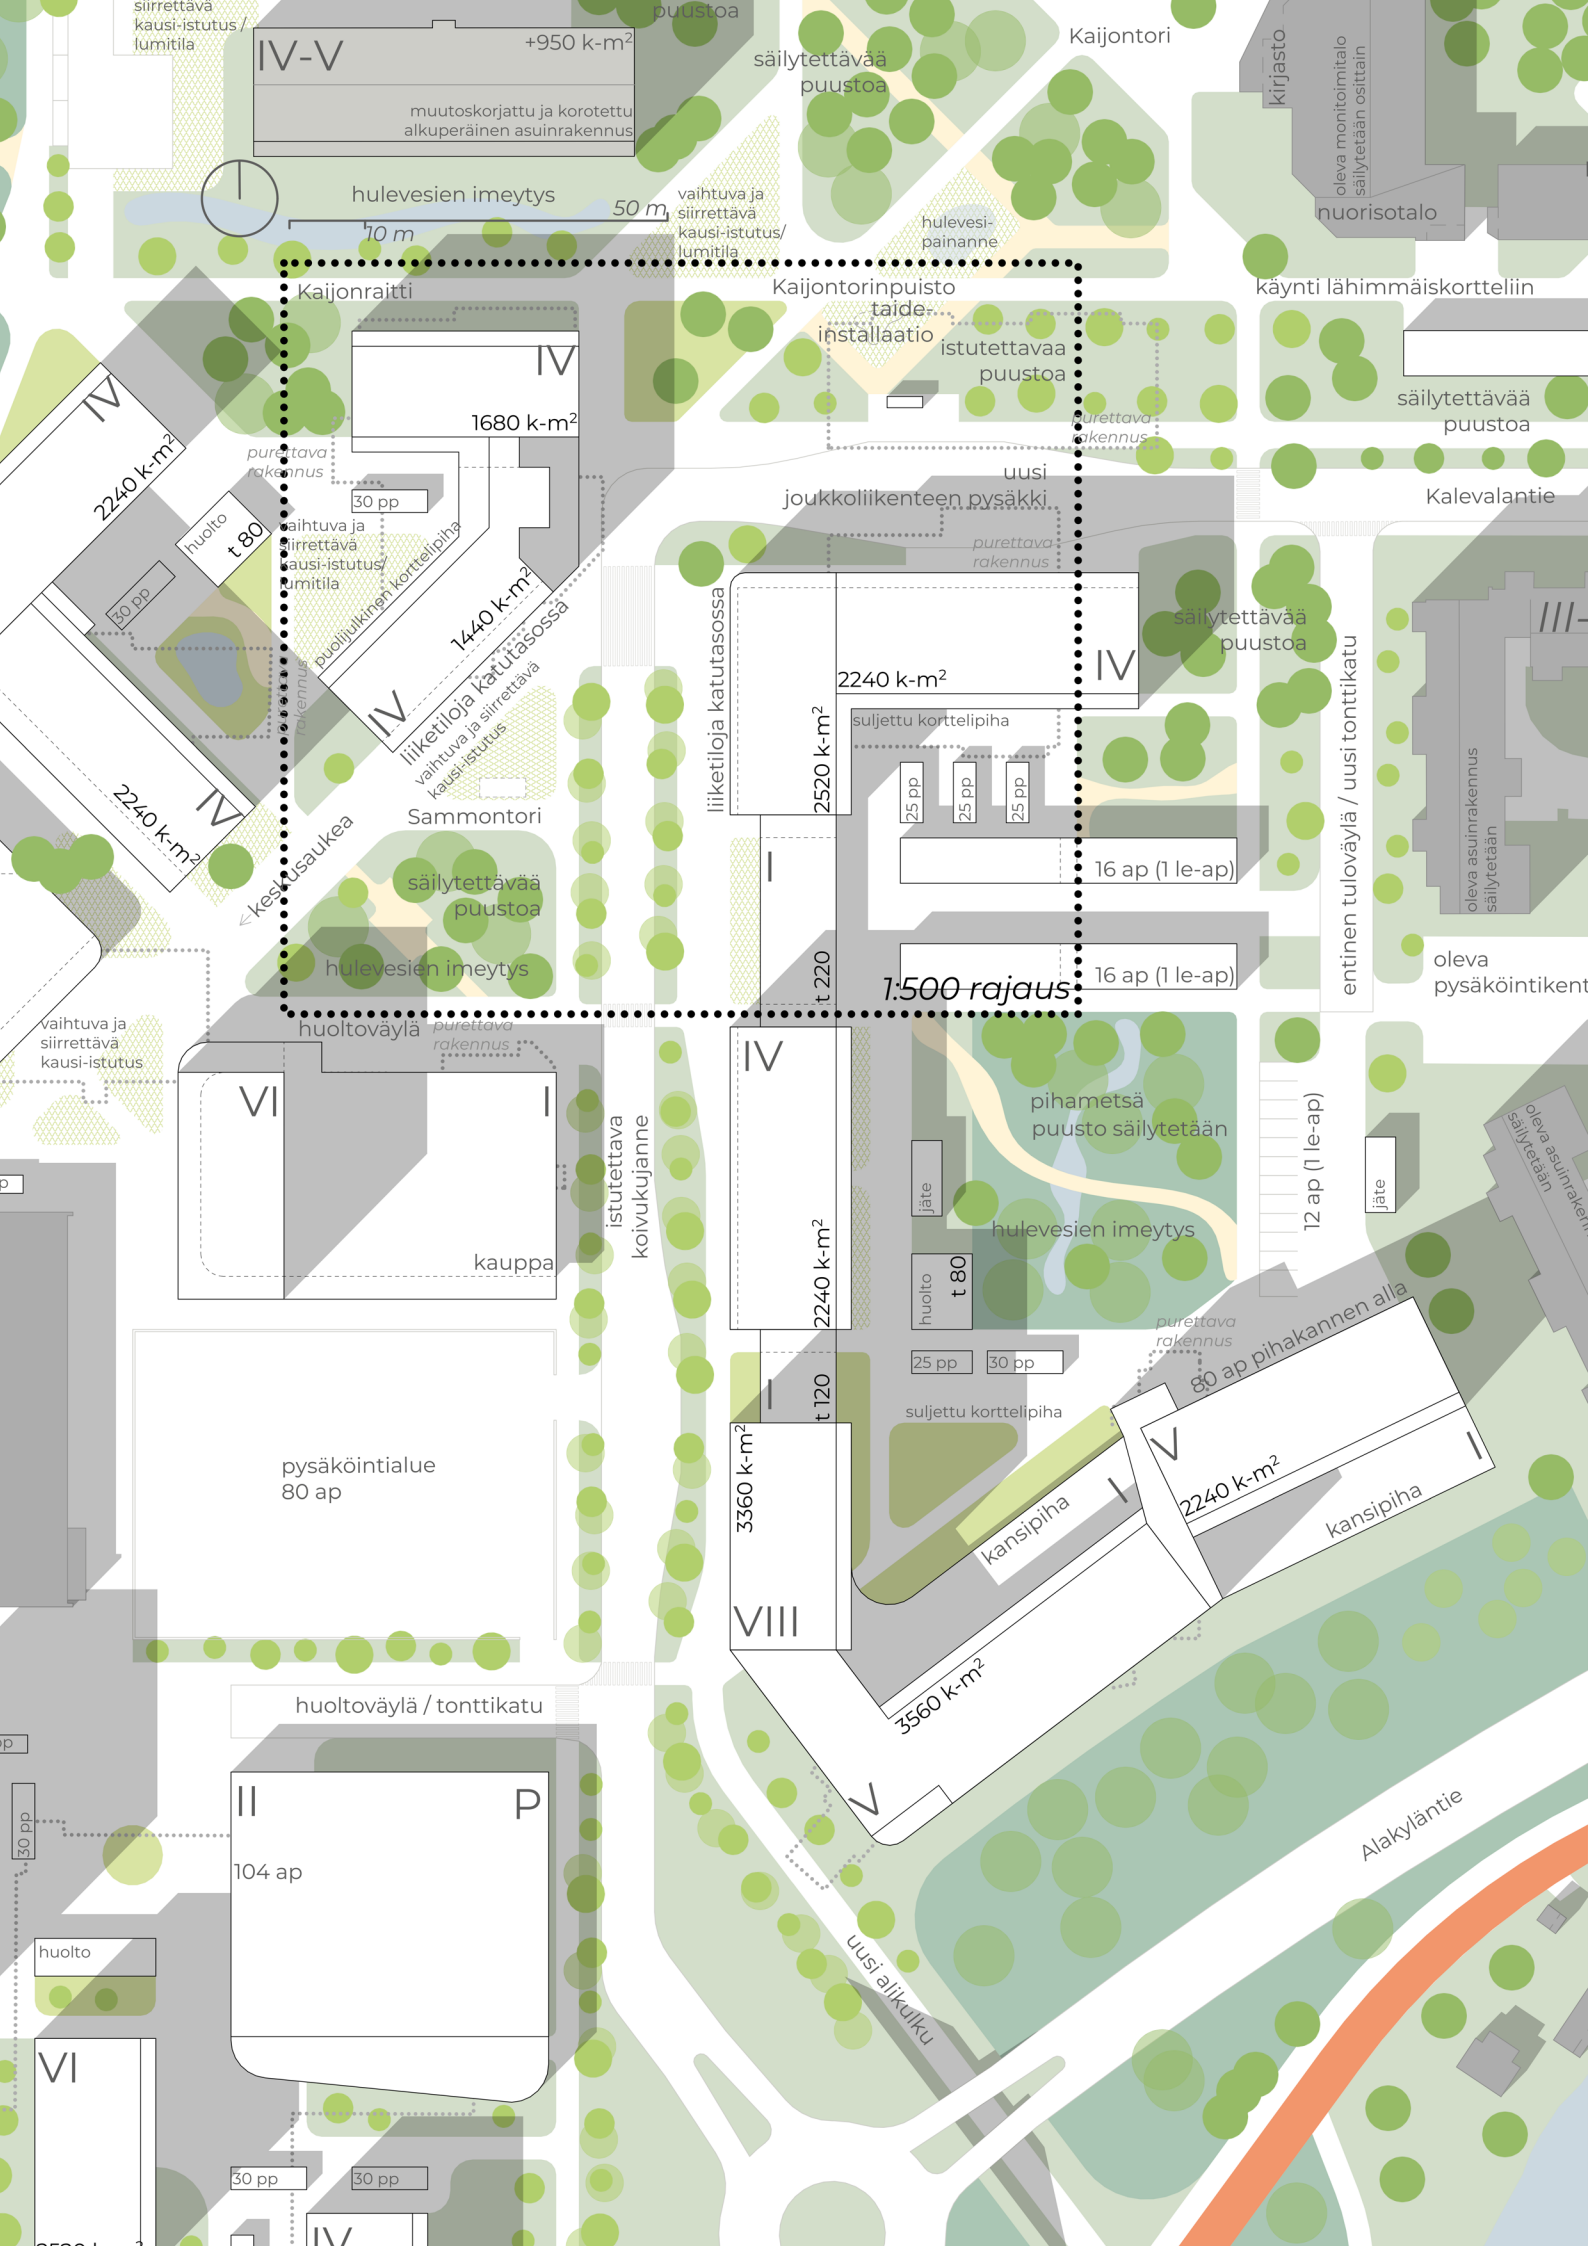 siirrettävä
kausi-istutus /
lumitila
IV-V
+950 k-m²
muutoskorjattu ja korotettu
alkuperäinen asuinrakennus
puustoa
säilytettävää
puustoa
Kaijontori
kirjasto
oleva monitoimitalo
säilytetään osittain
nuorisotalo
hulevesien imeytys
50 m
10 m
vaihtuva ja
siirrettävä
kausi-istutus/
lumitila
hulevesi-
painanne
Kaijonraitti
Kaijontorinpuisto
taide-
installaatio
istutettavaa
puustoa
käynti lähimmäiskortteliin
säilytettävää
puustoa
IV
1680 k-m²
IV
2240 k-m²
purettava
rakennus
purettava
rakennus
30 pp
huolto
t 80
30 pp
vaihtuva ja
siirrettävä
kausi-istutus/
lumitila
puolijulkinen korttelipiha
1440 k-m²
IV
liiketiloja katutasossa
vaihtuva ja siirrettävä
kausi-istutus
purettava
rakennus
uusi
joukkoliikenteen pysäkki
Kalevalantie
purettava
rakennus
liiketiloja katutasossa
2240 k-m²
IV
säilytettävää
puustoa
III-
2520 k-m²
suljettu korttelipiha
25 pp
25 pp
25 pp
entinen tuloväylä / uusi tonttikatu
oleva asuinrakennus
säilytetään
2240 k-m²
IV
Sammontori
keskusaukea
säilytettävää
puustoa
hulevesien imeytys
I
t 220
16 ap (1 le-ap)
16 ap (1 le-ap)
1:500 rajaus
oleva
pysäköintikent
vaihtuva ja
siirrettävä
kausi-istutus
huoltoväylä
purettava
rakennus
VI
I
kauppa
istutettava
koivukujanne
IV
2240 k-m²
pihametsä
puusto säilytetään
jäte
hulevesien imeytys
12 ap (1 le-ap)
jäte
oleva asuinraken
säilytetään
p
huolto
t 80
25 pp
30 pp
purettava
rakennus
80 ap pihakannen alla
I
t 120
suljettu korttelipiha
3360 k-m²
VIII
kansipiha
I
V
2240 k-m²
I
kansipiha
pysäköintialue
80 ap
3560 k-m²
V
huoltoväylä / tonttikatu
II
P
104 ap
pp
30 pp
huolto
VI
uusi alikulku
Alakyläntie
30 pp
30 pp
IV